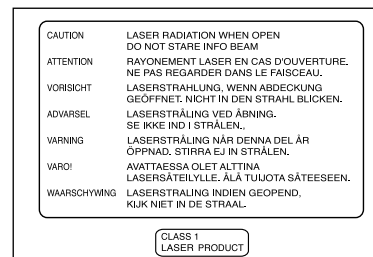 CAUTION LASER RADIATION WHEN OPEN
DO NOT STARE INFO BEAM
ATTENTION RAYONEMENT LASER EN CAS D'OUVERTURE.
NE PAS REGARDER DANS LE FAISCEAU.
VORISICHT LASERSTRAHLUNG, WENN ABDECKUNG
GEÖFFNET. NICHT IN DEN STRAHL BLICKEN.
ADVARSEL LASERSTRÅLING VED ÅBNING.
SE IKKE IND I STRÅLEN.,
VARNING LASERSTRÅLING NÅR DENNA DEL ÅR
ÖPPNAD. STIRRA EJ IN STRÅLEN.
VARO! AVATTAESSA OLET ALTTINA
LASERSÄTEILYLLE. ÄLÄ TUIJOTA SÄTEESEEN.
WAARSCHYWING LASERSTRALING INDIEN GEOPEND,
KIJK NIET IN DE STRAAL.
CLASS 1
LASER PRODUCT